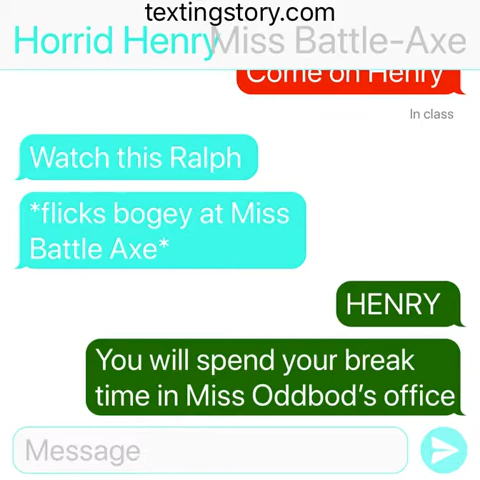 textingstory.com
Horrid Henry Miss Battle-Axe
Come on Henry
In class
Watch this Ralph
*flicks bogey at Miss
Battle Axe*
HENRY
You will spend your break
time in Miss Oddbod's office
Message